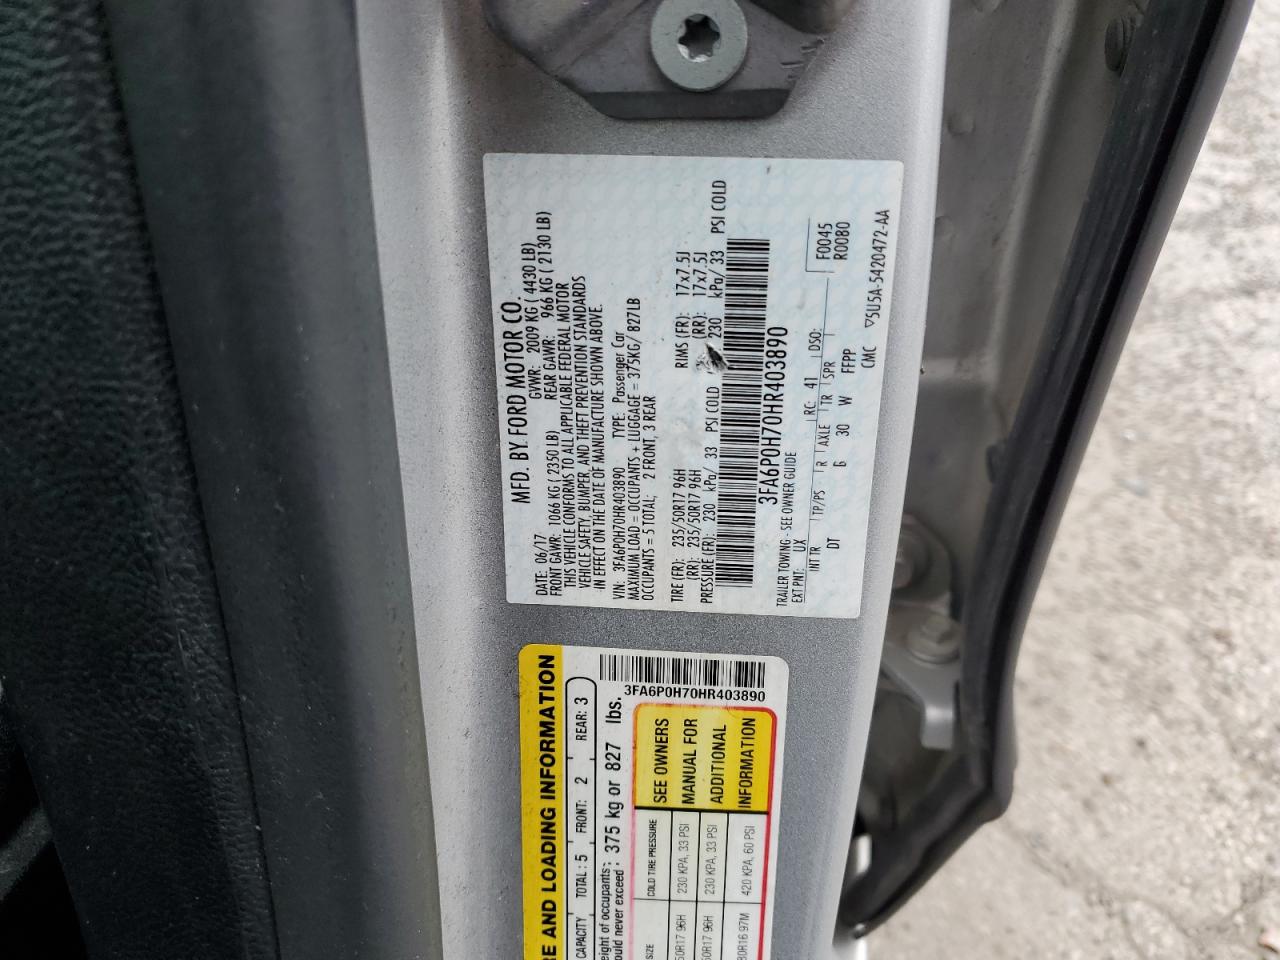 MFD. BY FORD MOTOR CO.
DATE: 06/17 GVWR: 2009 KG ( 4430 LB)
FRONT GAWR: 1066 KG ( 2350 LB) REAR GAWR: 966 KG ( 2130 LB)
THIS VEHICLE CONFORMS TO ALL APPLICABLE FEDERAL MOTOR
VEHICLE SAFETY, BUMPER, AND THEFT PREVENTION STANDARDS
IN EFFECT ON THE DATE OF MANUFACTURE SHOWN ABOVE.
VIN: 3FA6P0H70HR403890 TYPE: Passenger Car
MAXIMUM LOAD = OCCUPANTS + LUGGAGE = 375KG/ 827LB
OCCUPANTS = 5 TOTAL; 2 FRONT, 3 REAR
TIRE (FR): 235/50R17 96H RIMS (FR): 17x7.5J
(RR): 235/50R17 96H (RR): 17x7.5J
PRESSURE (FR): 230 kPa/ 33 PSI COLD 230 kPa/ 33 PSI COLD
3FA6P0H70HR403890
TRAILER TOWING - SEE OWNER GUIDE
EXT PNT: UX RC: 41 DSO: F0045
INT TR TP/PS R AXLE TR SPR R0080
DT 6 30 W FFPP
CMC ▽5U5A-5420472-AA
RE AND LOADING INFORMATION
CAPACITY TOTAL : 5 FRONT: 2 REAR: 3
eight of occupants
ould never exceed : 375 kg or 827 lbs.
3FA6P0H70HR403890
SIZE COLD TIRE PRESSURE
50R17 96H 230 KPA, 33 PSI
50R17 96H 230 KPA, 33 PSI
80R16 97M 420 KPA, 60 PSI
SEE OWNERS
MANUAL FOR
ADDITIONAL
INFORMATION